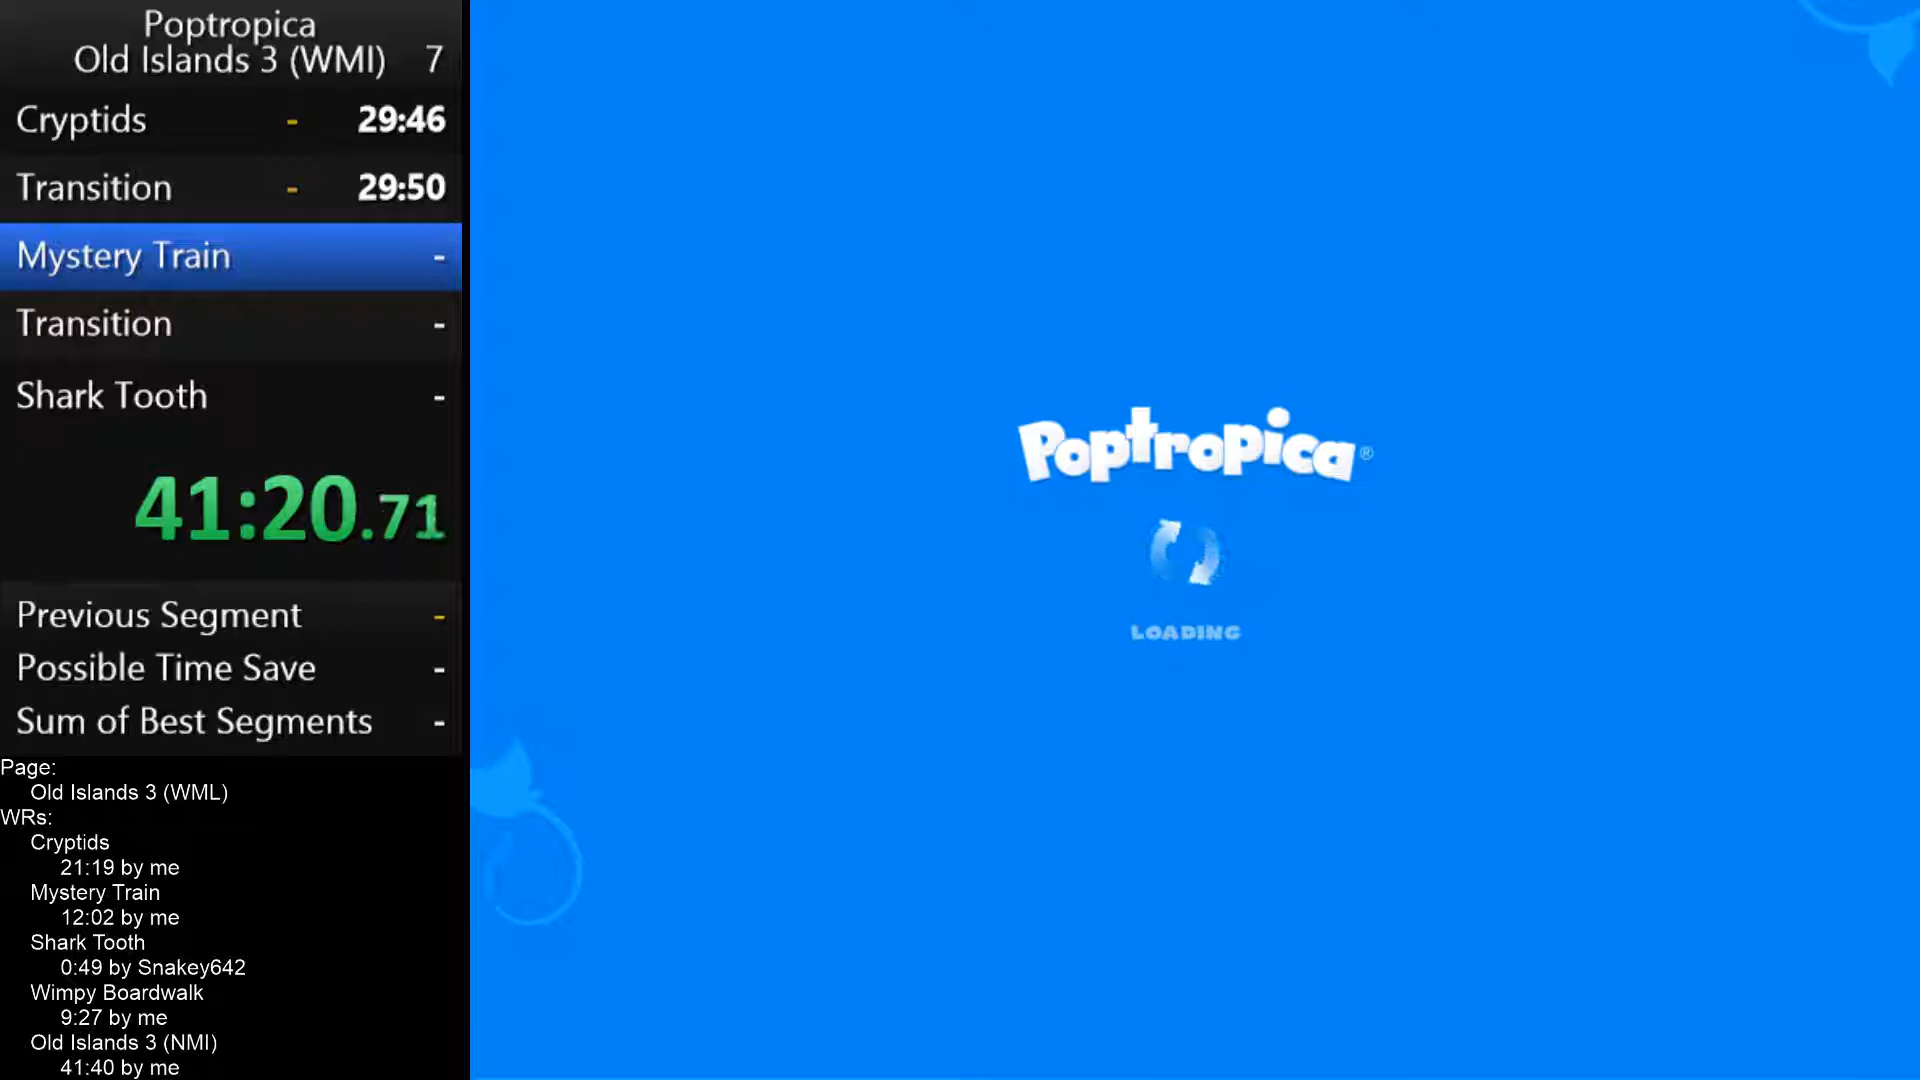 Poptropica
Old Islands 3 (WMI) 7
Cryptids - 29:46
Transition - 29:50
Mystery Train -
Transition -
Shark Tooth -
41:20.71
Previous Segment -
Possible Time Save -
Sum of Best Segments -
Page:
Old Islands 3 (WML)
WRs:
Cryptids
21:19 by me
Mystery Train
12:02 by me
Shark Tooth
0:49 by Snakey642
Wimpy Boardwalk
9:27 by me
Old Islands 3 (NMI)
41:40 by me
Poptropica®
LOADING